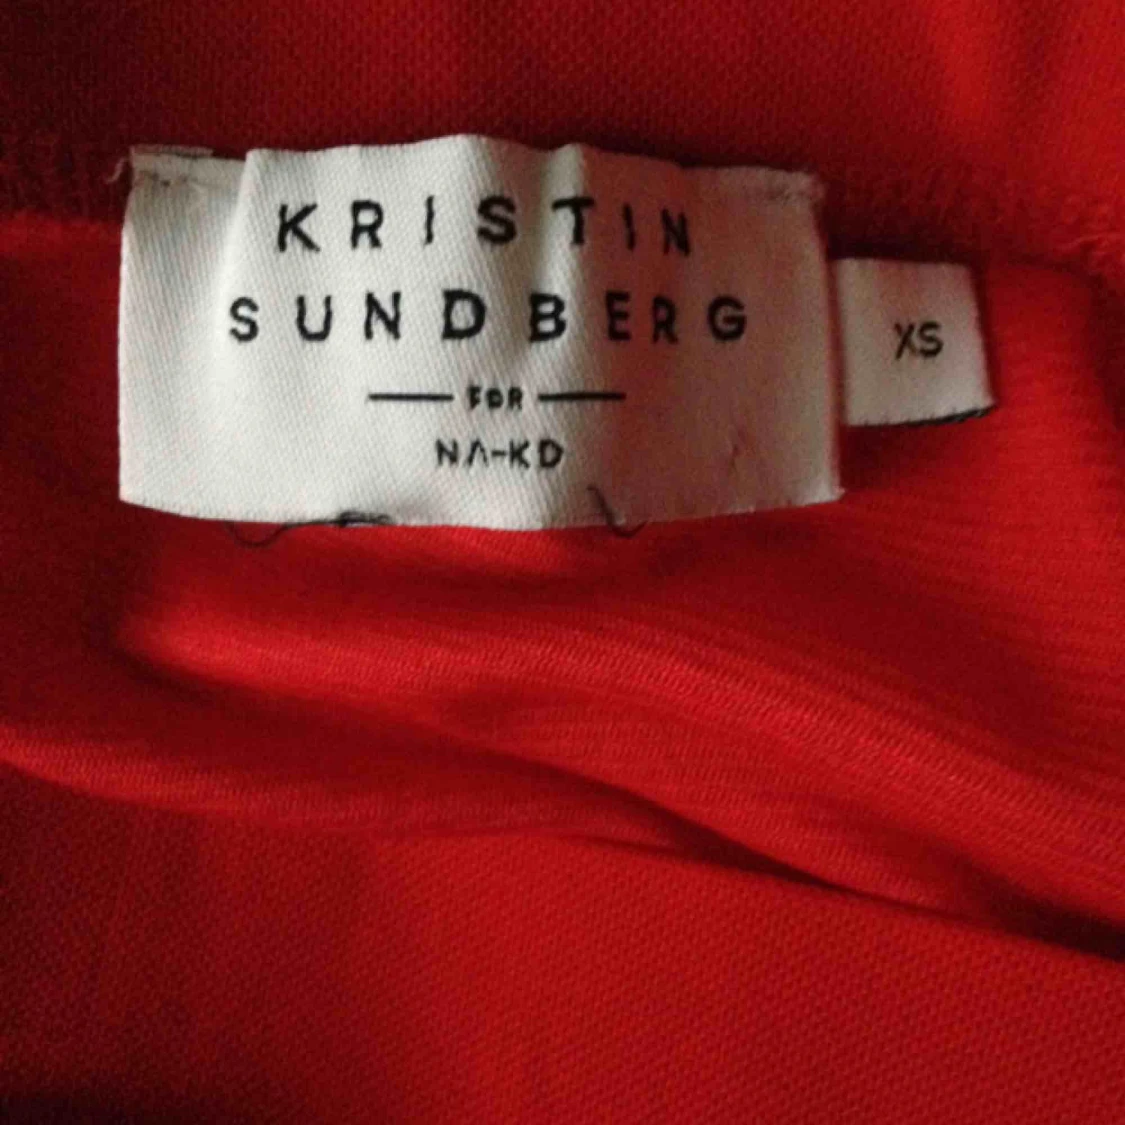 KRISTIN
SUNDBERG
FOR
NA-KD
XS